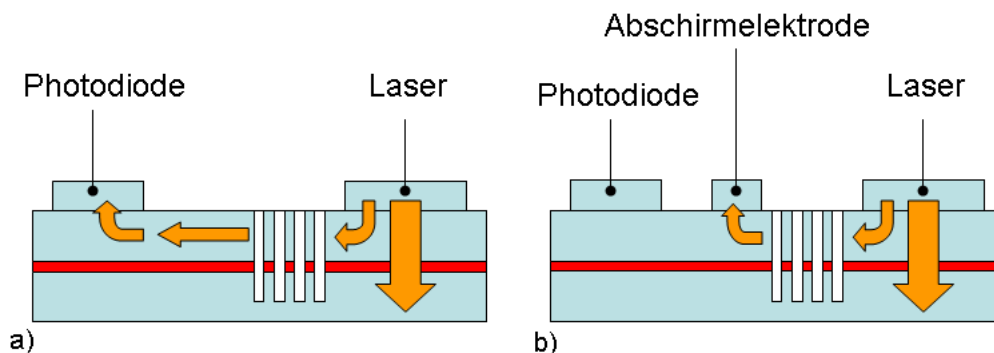 Photodiode
Laser
a)
Abschirmelektrode
Photodiode
Laser
b)